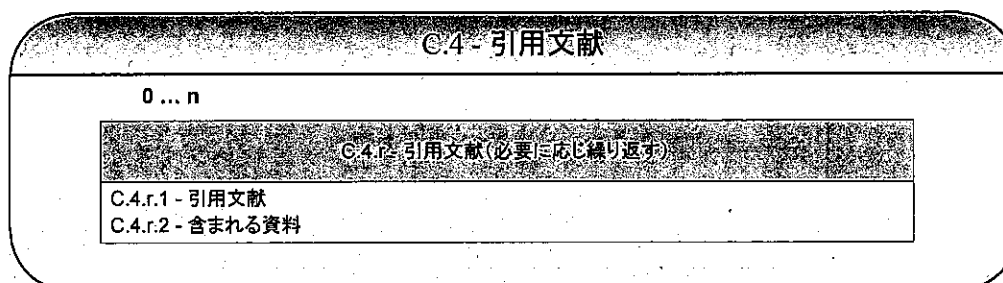 C.4 - 引用文献
0 ... n
C.4.r - 引用文献(必要に応じ繰り返す)
C.4.r.1 - 引用文献
C.4.r.2 - 含まれる資料